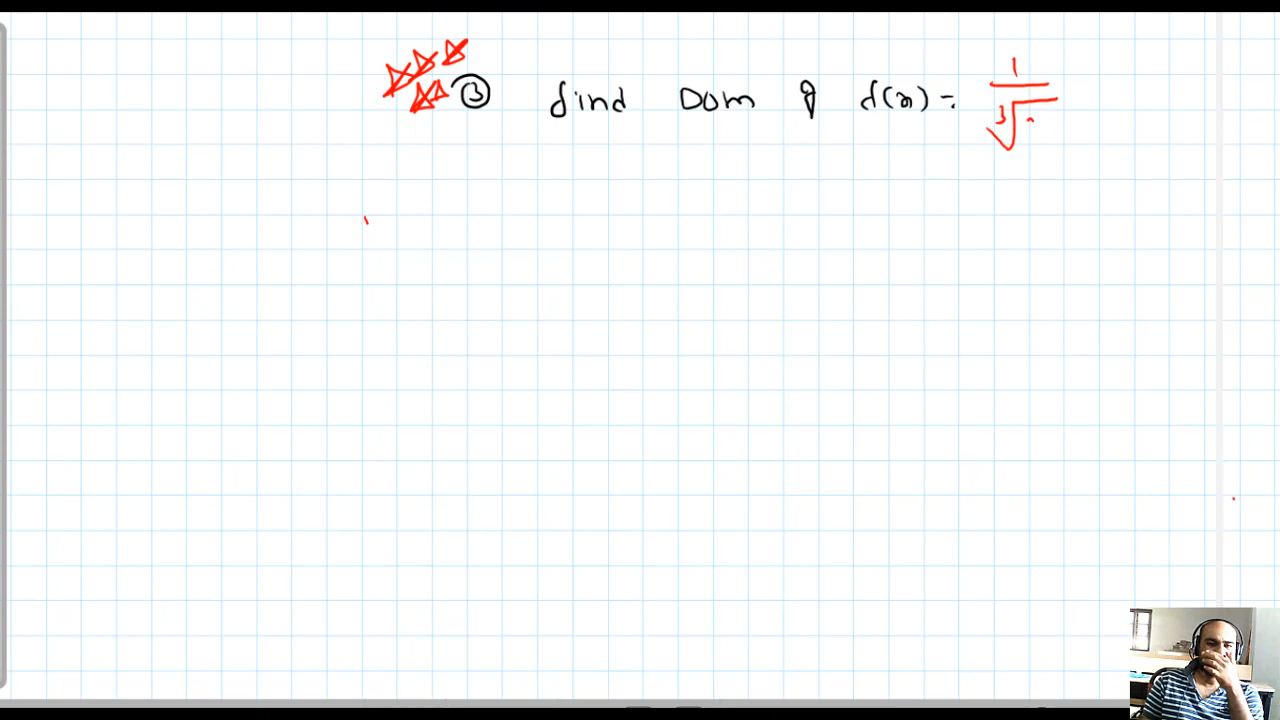 ③ find Dom of f(x) = 1/∛